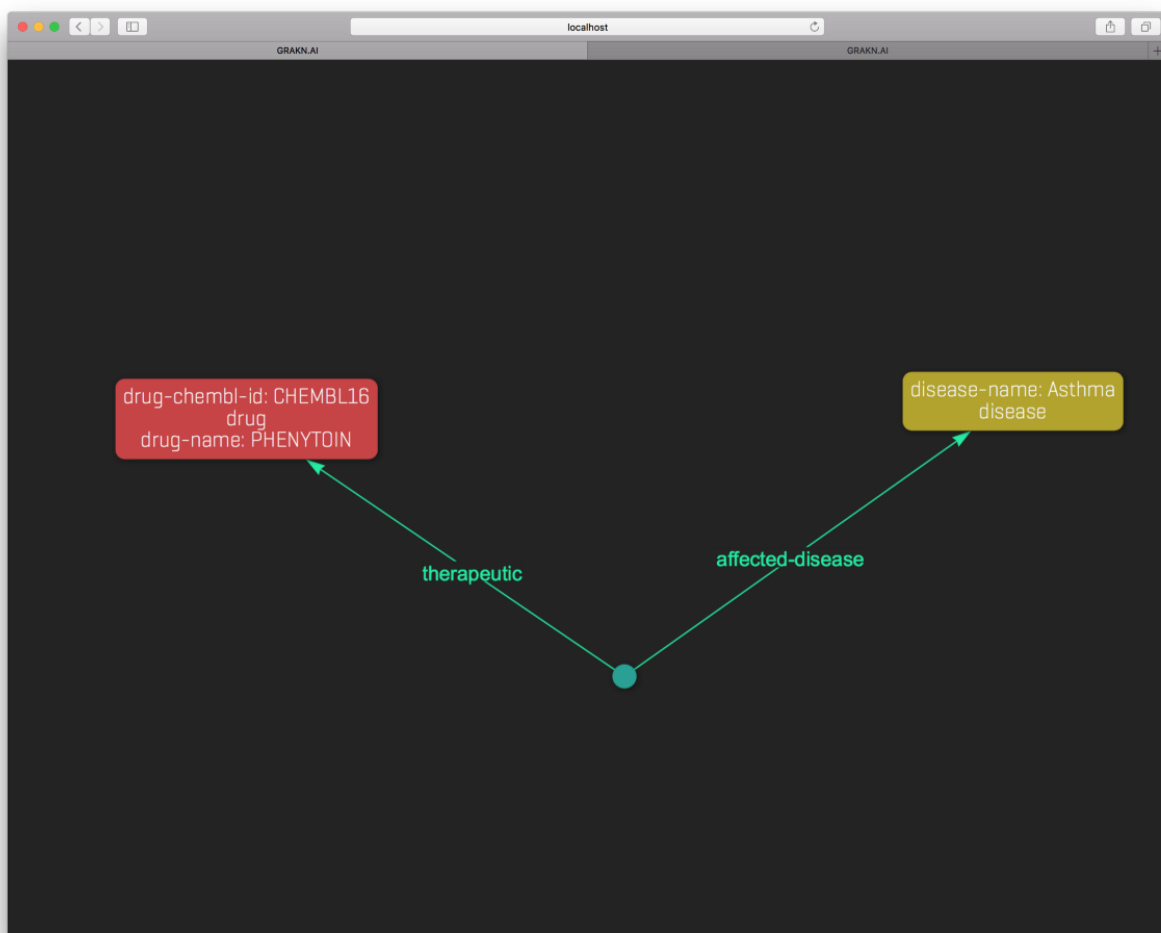 localhost
GRAKN.AI
GRAKN.AI
drug-chembl-id: CHEMBL16
drug
drug-name: PHENYTOIN
disease-name: Asthma
disease
therapeutic
affected-disease